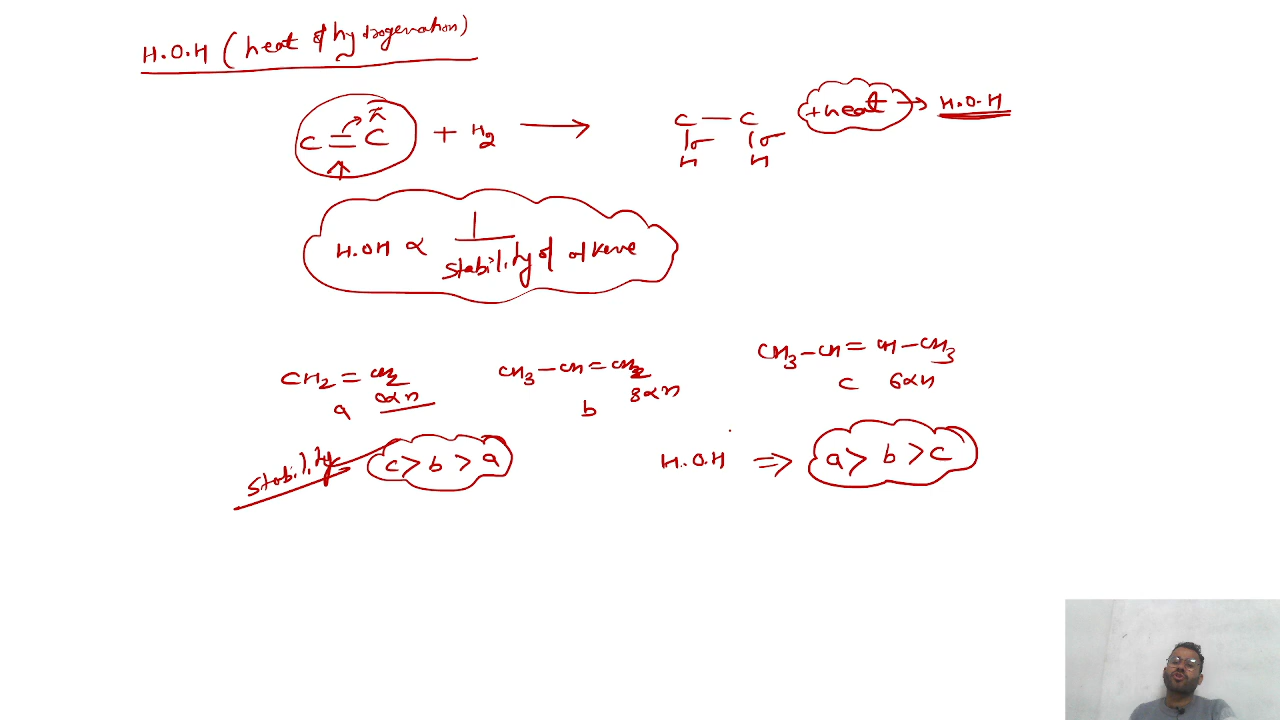 H.O.H (heat of hydrogenation)
C = C π + H2 → C — C + heat → H.O.H
σ σ
H H
H.O.H ∝ 1 / stability of alkene
CH2 = CH2 CH3 – CH = CH2 CH3 – CH = CH – CH3
a 0αH b 3αH c 6αH
Stability c > b > a H.O.H ⇒ a > b > c